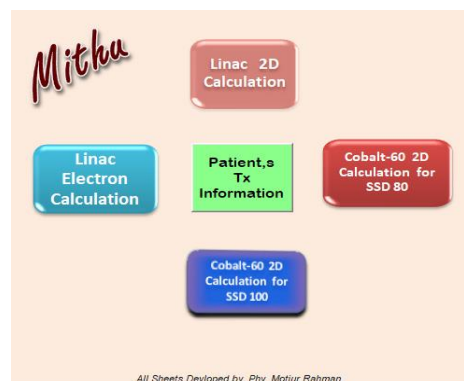 Mithu
Linac 2D
Calculation
Linac
Electron
Calculation
Patient,s
Tx
Information
Cobalt-60 2D
Calculation for
SSD 80
Cobalt-60 2D
Calculation for
SSD 100
All Sheets Devloped by Phy. Motiur Rahman